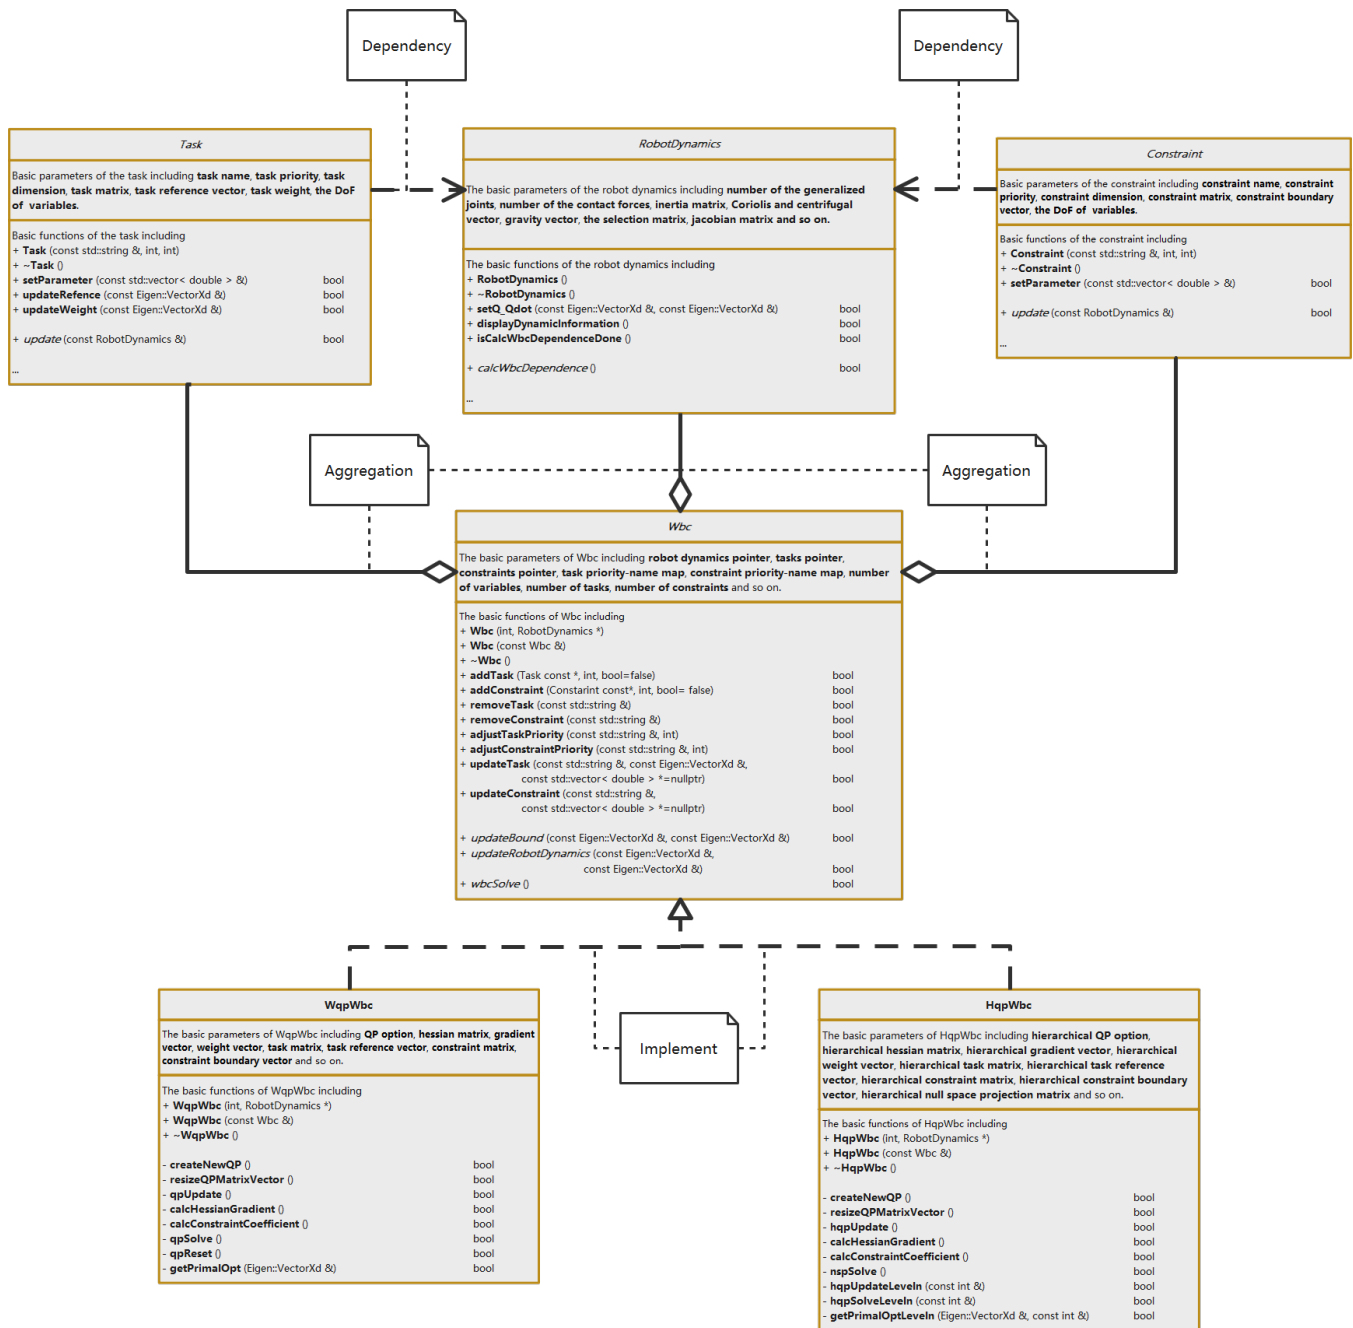 Dependency
Dependency
Task
Basic parameters of the task including task name, task priority, task
dimension, task matrix, task reference vector, task weight, the DoF
of variables.
Basic functions of the task including
+ Task (const std::string &, int, int)
+ ~Task ()
+ setParameter (const std::vector< double > &) bool
+ updateRefence (const Eigen::VectorXd &) bool
+ updateWeight (const Eigen::VectorXd &) bool
+ update (const RobotDynamics &) bool
...
RobotDynamics
The basic parameters of the robot dynamics including number of the generalized
joints, number of the contact forces, inertia matrix, Coriolis and centrifugal
vector, gravity vector, the selection matrix, jacobian matrix and so on.
The basic functions of the robot dynamics including
+ RobotDynamics ()
+ ~RobotDynamics ()
+ setQ_Qdot (const Eigen::VectorXd &, const Eigen::VectorXd &) bool
+ displayDynamicInformation () bool
+ isCalcWbcDependenceDone () bool
+ calcWbcDependence () bool
...
Constraint
Basic parameters of the constraint including constraint name, constraint
priority, constraint dimension, constraint matrix, constraint boundary
vector, the DoF of variables.
Basic functions of the constraint including
+ Constraint (const std::string &, int, int)
+ ~Constraint ()
+ setParameter (const std::vector< double > &) bool
+ update (const RobotDynamics &) bool
...
Aggregation
Aggregation
Wbc
The basic parameters of Wbc including robot dynamics pointer, tasks pointer,
constraints pointer, task priority-name map, constraint priority-name map, number
of variables, number of tasks, number of constraints and so on.
The basic functions of Wbc including
+ Wbc (int, RobotDynamics *)
+ Wbc (const Wbc &)
+ ~Wbc ()
+ addTask (Task const *, int, bool=false) bool
+ addConstraint (Constarint const*, int, bool= false) bool
+ removeTask (const std::string &) bool
+ removeConstraint (const std::string &) bool
+ adjustTaskPriority (const std::string &, int) bool
+ adjustConstraintPriority (const std::string &, int) bool
+ updateTask (const std::string &, const Eigen::VectorXd &,
const std::vector< double > *=nullptr) bool
+ updateConstraint (const std::string &,
const std::vector< double > *=nullptr) bool
+ updateBound (const Eigen::VectorXd &, const Eigen::VectorXd &) bool
+ updateRobotDynamics (const Eigen::VectorXd &,
const Eigen::VectorXd &) bool
+ wbcSolve () bool
WqpWbc
The basic parameters of WqpWbc including QP option, hessian matrix, gradient
vector, weight vector, task matrix, task reference vector, constraint matrix,
constraint boundary vector and so on.
The basic functions of WqpWbc including
+ WqpWbc (int, RobotDynamics *)
+ WqpWbc (const Wbc &)
+ ~WqpWbc ()
- createNewQP () bool
- resizeQPMatrixVector () bool
- qpUpdate () bool
- calcHessianGradient () bool
- calcConstraintCoefficient () bool
- qpSolve () bool
- qpReset () bool
- getPrimalOpt (Eigen::VectorXd &) bool
Implement
HqpWbc
The basic parameters of HqpWbc including hierarchical QP option,
hierarchical hessian matrix, hierarchical gradient vector, hierarchical
weight vector, hierarchical task matrix, hierarchical task reference
vector, hierarchical constraint matrix, hierarchical constraint boundary
vector, hierarchical null space projection matrix and so on.
The basic functions of HqpWbc including
+ HqpWbc (int, RobotDynamics *)
+ HqpWbc (const Wbc &)
+ ~HqpWbc ()
- createNewQP () bool
- resizeQPMatrixVector () bool
- hqpUpdate () bool
- calcHessianGradient () bool
- calcConstraintCoefficient () bool
- nspSolve () bool
- hqpUpdateLeveln (const int &) bool
- hqpSolveLeveln (const int &) bool
- getPrimalOptLeveln (Eigen::VectorXd &, const int &) bool